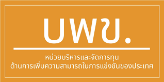 บพข.
หน่วยบริหารและจัดการทุน
ด้านการเพิ่มความสามารถในการแข่งขันของประเทศ